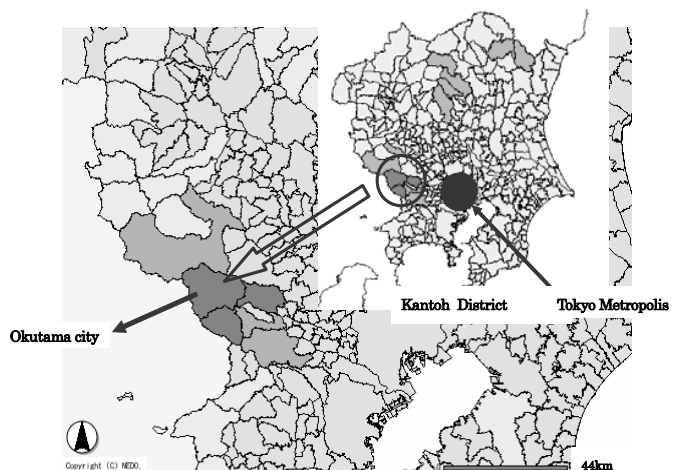 Kantoh District
Tokyo Metropolis
Okutama city
44km
Copyright (C) NEDO.